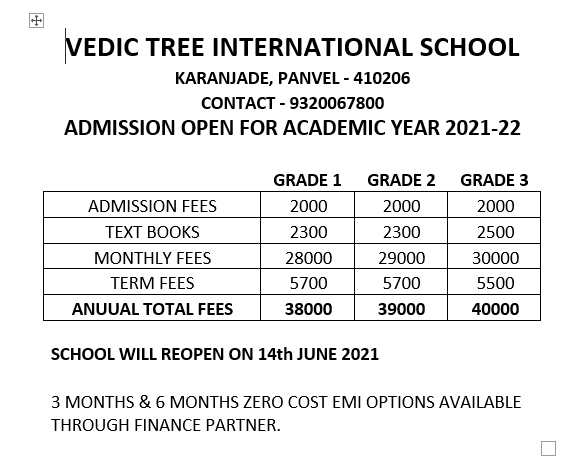 VEDIC TREE INTERNATIONAL SCHOOL
KARANJADE, PANVEL - 410206
CONTACT - 9320067800
ADMISSION OPEN FOR ACADEMIC YEAR 2021-22
GRADE 1 GRADE 2 GRADE 3
ADMISSION FEES 2000 2000 2000
TEXT BOOKS 2300 2300 2500
MONTHLY FEES 28000 29000 30000
TERM FEES 5700 5700 5500
ANUUAL TOTAL FEES 38000 39000 40000
SCHOOL WILL REOPEN ON 14th JUNE 2021
3 MONTHS & 6 MONTHS ZERO COST EMI OPTIONS AVAILABLE
THROUGH FINANCE PARTNER.